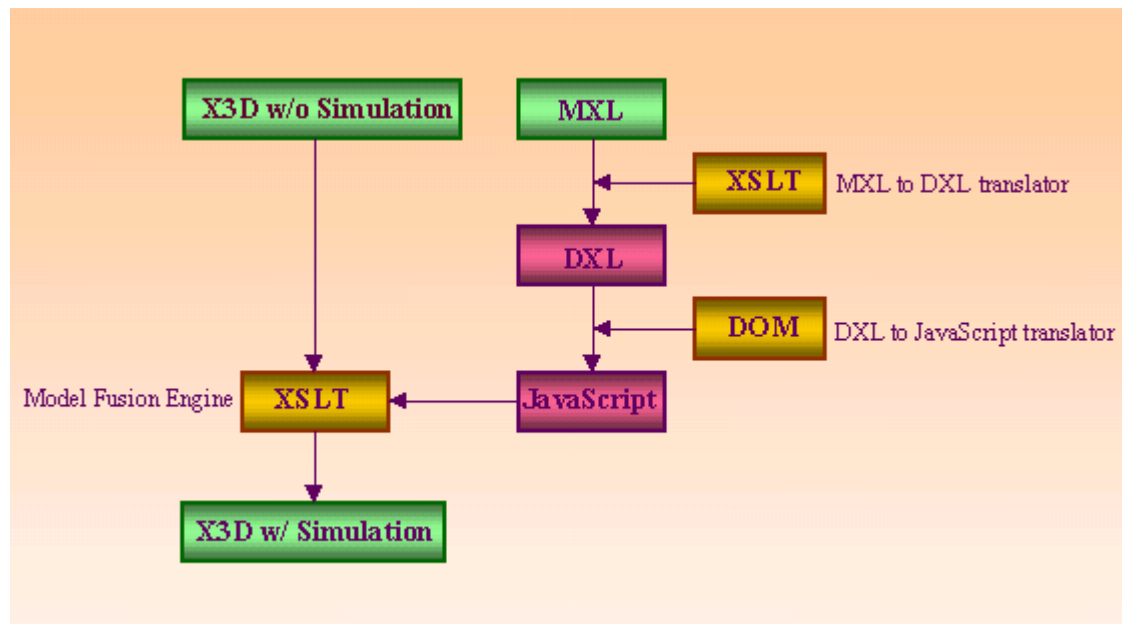 X3D w/o Simulation
MXL
XSLT
MXL to DXL translator
DXL
DOM
DXL to JavaScript translator
Model Fusion Engine
XSLT
JavaScript
X3D w/ Simulation